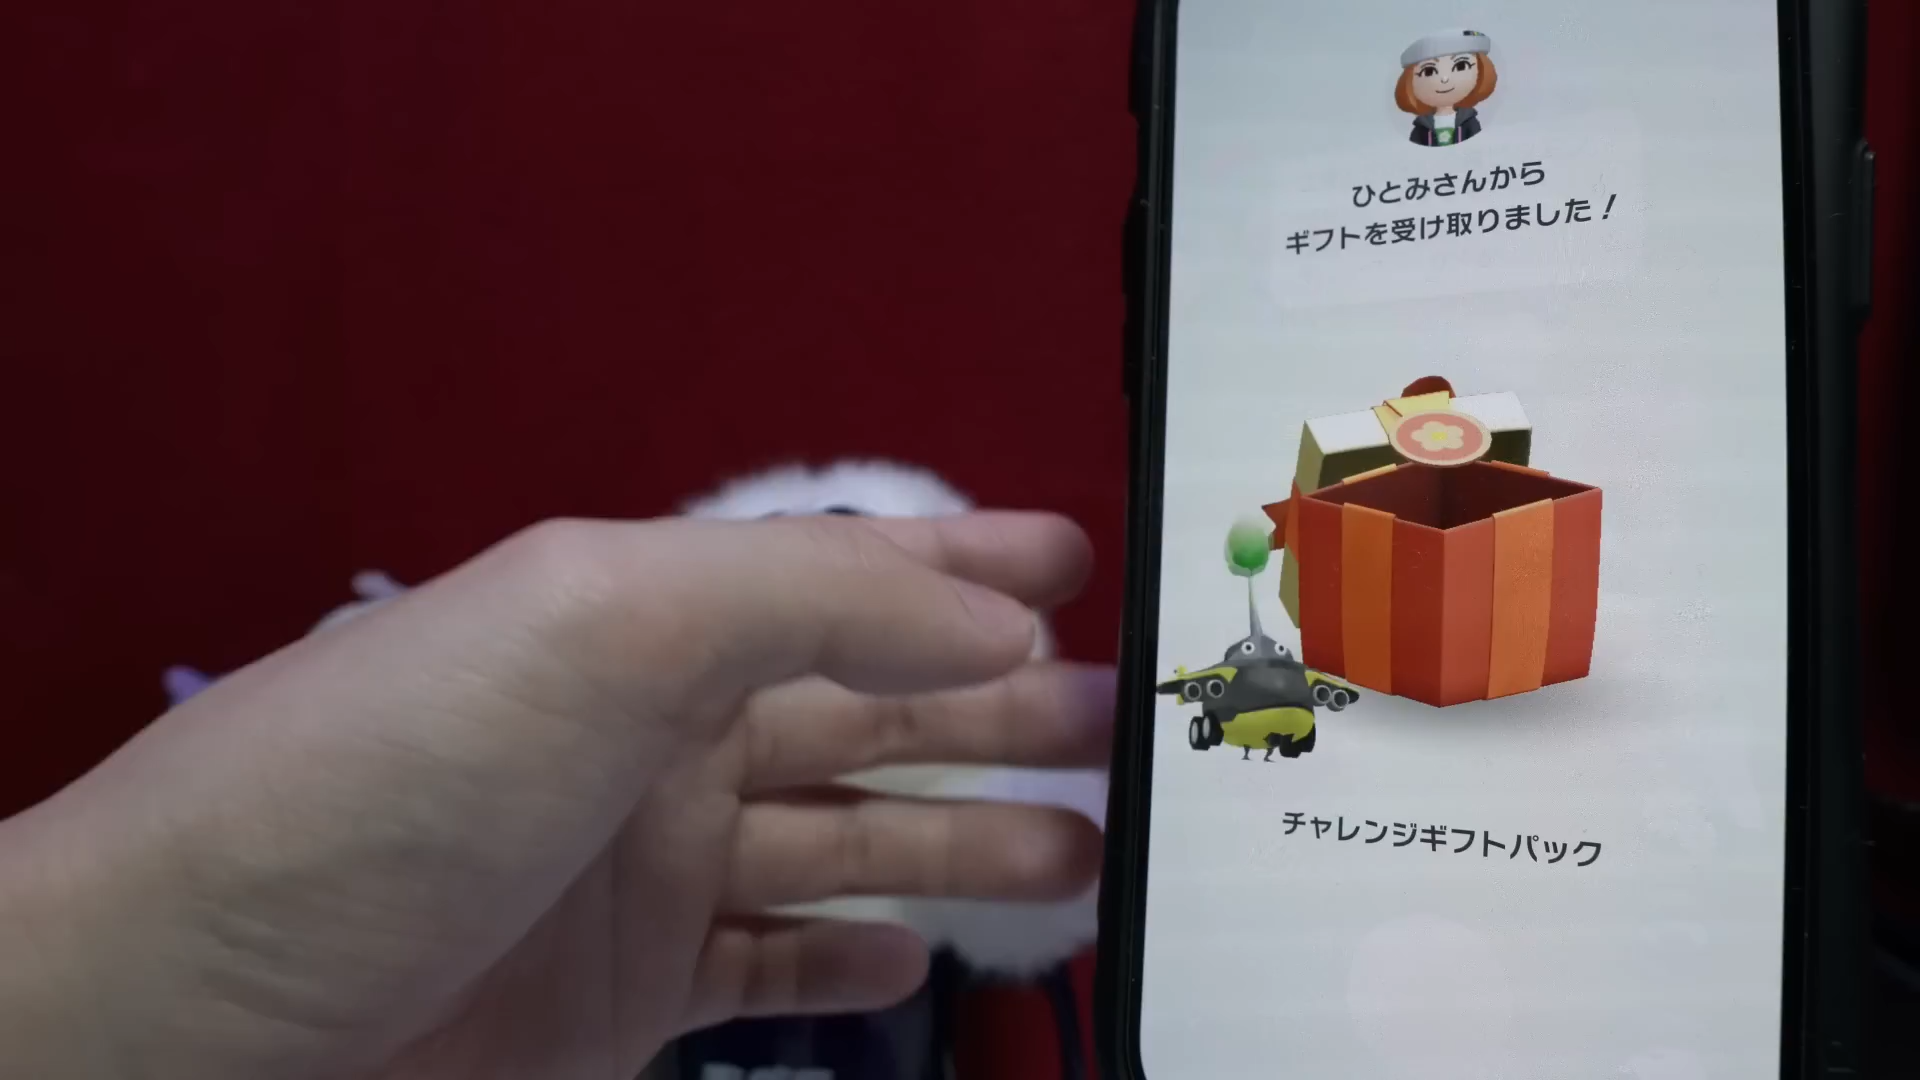 ひとみさんから
ギフトを受け取りました！
チャレンジギフトパック